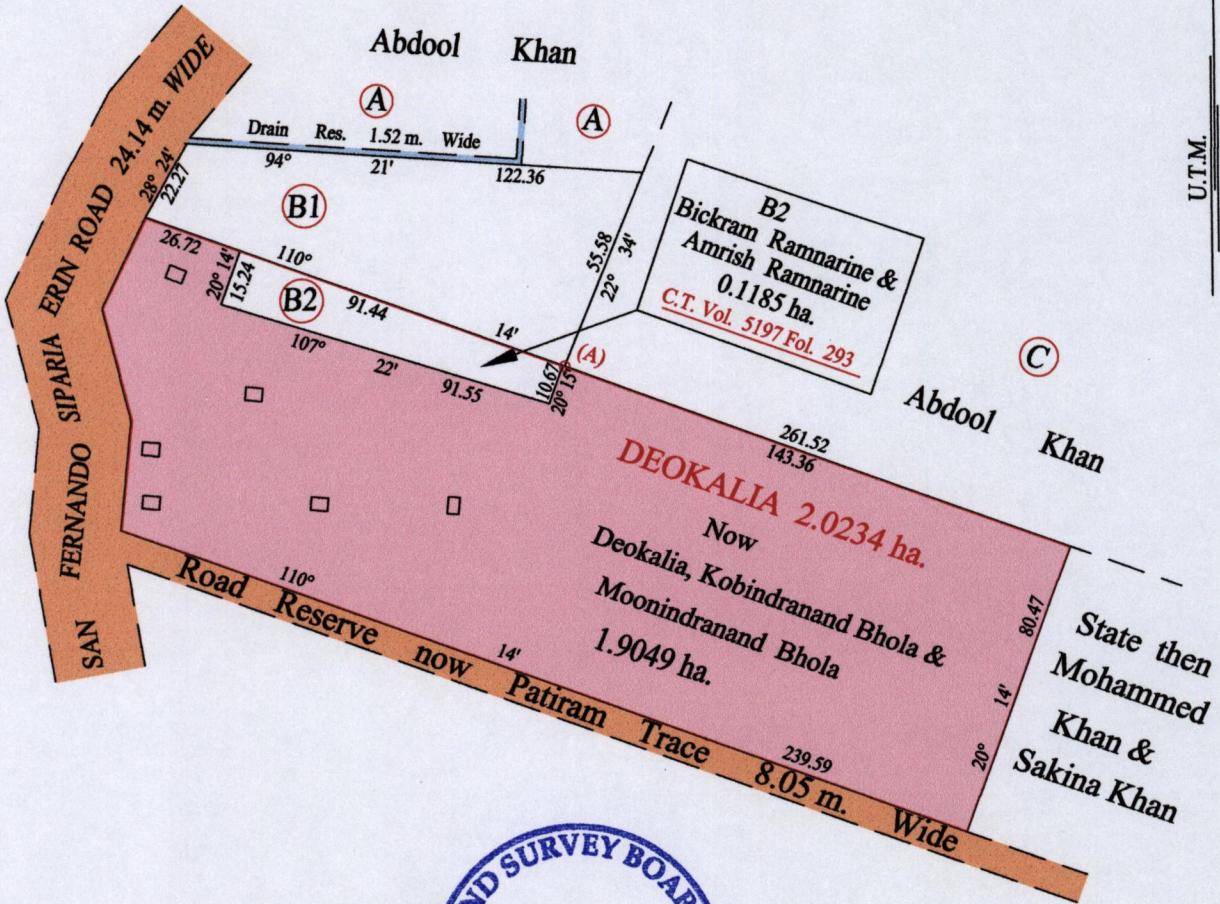 Abdool Khan
A
A
Drain Res. 1.52 m. Wide
94° 21' 122.36
SAN FERNANDO SIPARIA ERIN ROAD 24.14 m. WIDE
28° 24'
22.27
B1
U.T.M.
55.58
22° 34'
B2
Bickram Ramnarine &
Amrish Ramnarine
0.1185 ha.
C.T. Vol. 5197 Fol. 293
26.72
20° 14'
15.24
110° 91.44 14'
B2
107° 22' 91.55
10.67
20° 15'
(A)
C
Abdool Khan
261.52
143.36
DEOKALIA 2.0234 ha.
Now
Deokalia, Kobindranand Bhola &
Moonindranand Bhola
1.9049 ha.
80.47
20° 14'
State then
Mohammed
Khan &
Sakina Khan
110° 14' 239.59
Road Reserve now Patiram Trace 8.05 m. Wide
ND SURVEY BOAR